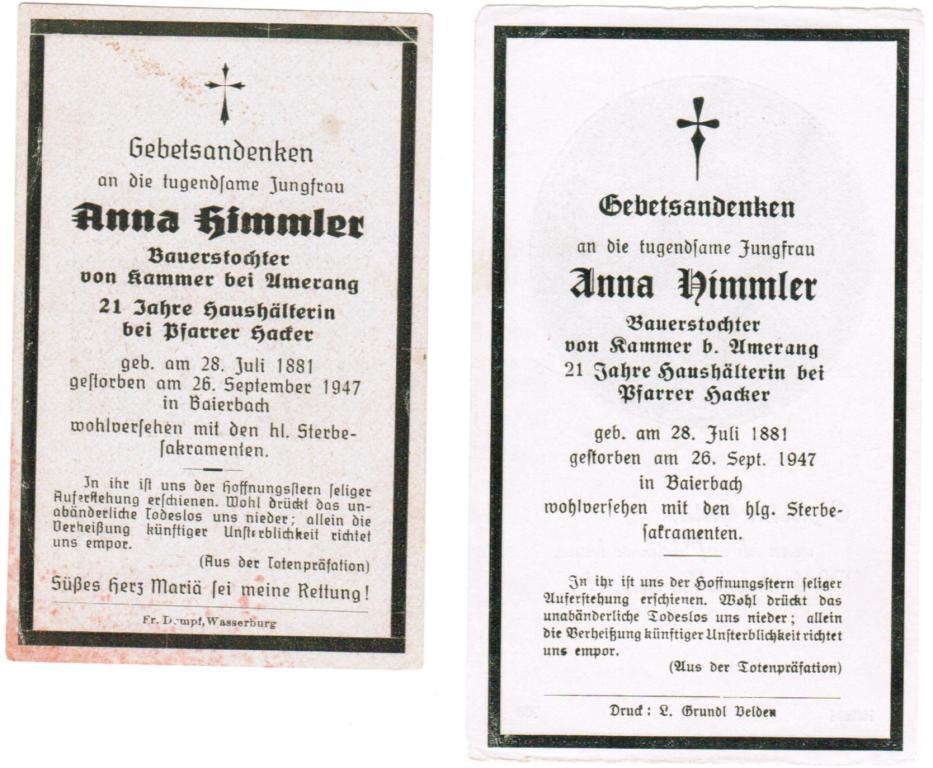 Gebetsandenken
an die tugendsame Jungfrau
Anna Himmler
Bauerstochter
von Kammer bei Amerang
21 Jahre Haushälterin
bei Pfarrer Hacker
geb. am 28. Juli 1881
gestorben am 26. September 1947
in Baierbach
wohlversehen mit den hl. Sterbe-
sakramenten.
In ihr ist uns der Hoffnungsstern seliger
Auferstehung erschienen. Wohl drückt das un-
abänderliche Todeslos uns nieder; allein die
Verheißung künftiger Unsterblichkeit richtet
uns empor.
(Aus der Totenpräfation)
Süßes Herz Mariä sei meine Rettung!
Fr. Dempf, Wasserburg
Gebetsandenken
an die tugendsame Jungfrau
Anna Himmler
Bauerstochter
von Kammer b. Amerang
21 Jahre Haushälterin bei
Pfarrer Hacker
geb. am 28. Juli 1881
gestorben am 26. Sept. 1947
in Baierbach
wohlversehen mit den hlg. Sterbe-
sakramenten.
In ihr ist uns der Hoffnungsstern seliger
Auferstehung erschienen. Wohl drückt das
unabänderliche Todeslos uns nieder; allein
die Verheißung künftiger Unsterblichkeit richtet
uns empor.
(Aus der Totenpräfation)
Druck: L. Grundl Velden